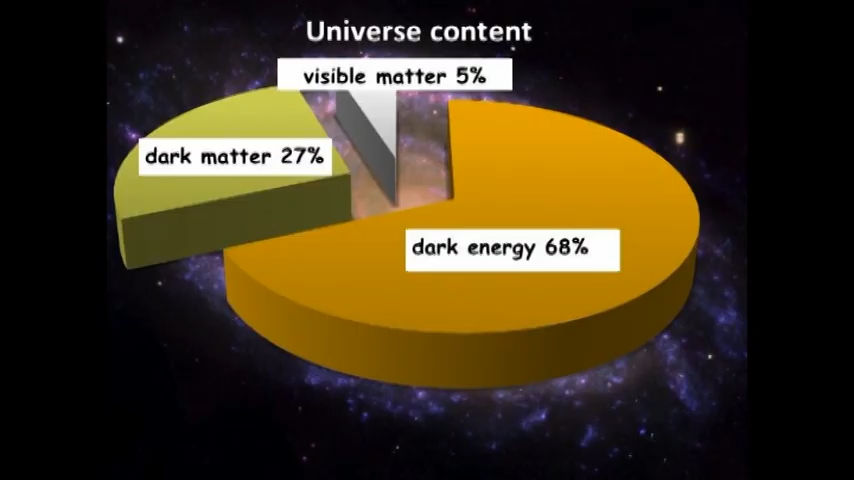 Universe content
visible matter 5%
dark matter 27%
dark energy 68%